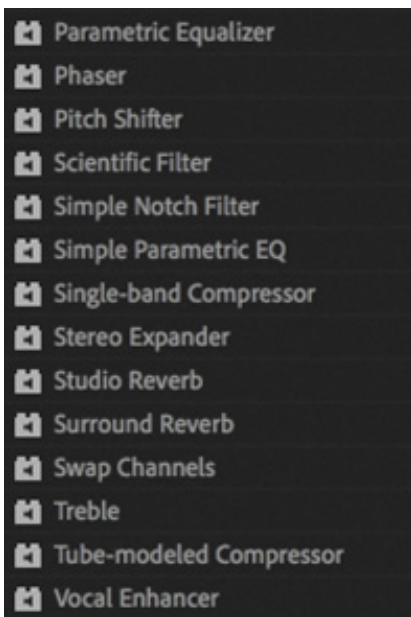 Parametric Equalizer
Phaser
Pitch Shifter
Scientific Filter
Simple Notch Filter
Simple Parametric EQ
Single-band Compressor
Stereo Expander
Studio Reverb
Surround Reverb
Swap Channels
Treble
Tube-modeled Compressor
Vocal Enhancer